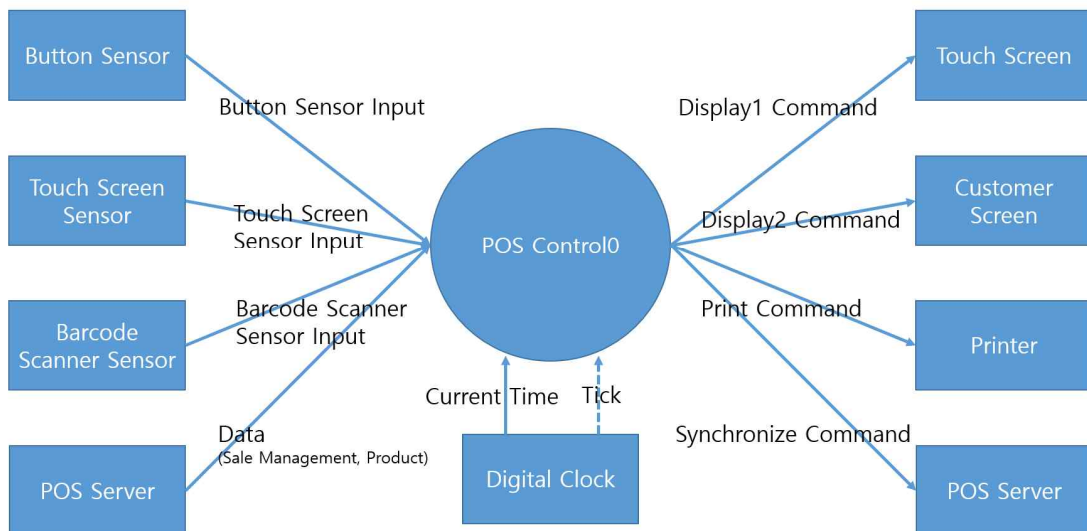 Button Sensor
Touch Screen
Button Sensor Input
Display1 Command
Touch Screen
Sensor
Touch Screen
Sensor Input
POS Control0
Display2 Command
Customer
Screen
Barcode
Scanner Sensor
Barcode Scanner
Sensor Input
Print Command
Printer
Current Time
Tick
Data
(Sale Management, Product)
Synchronize Command
POS Server
Digital Clock
POS Server